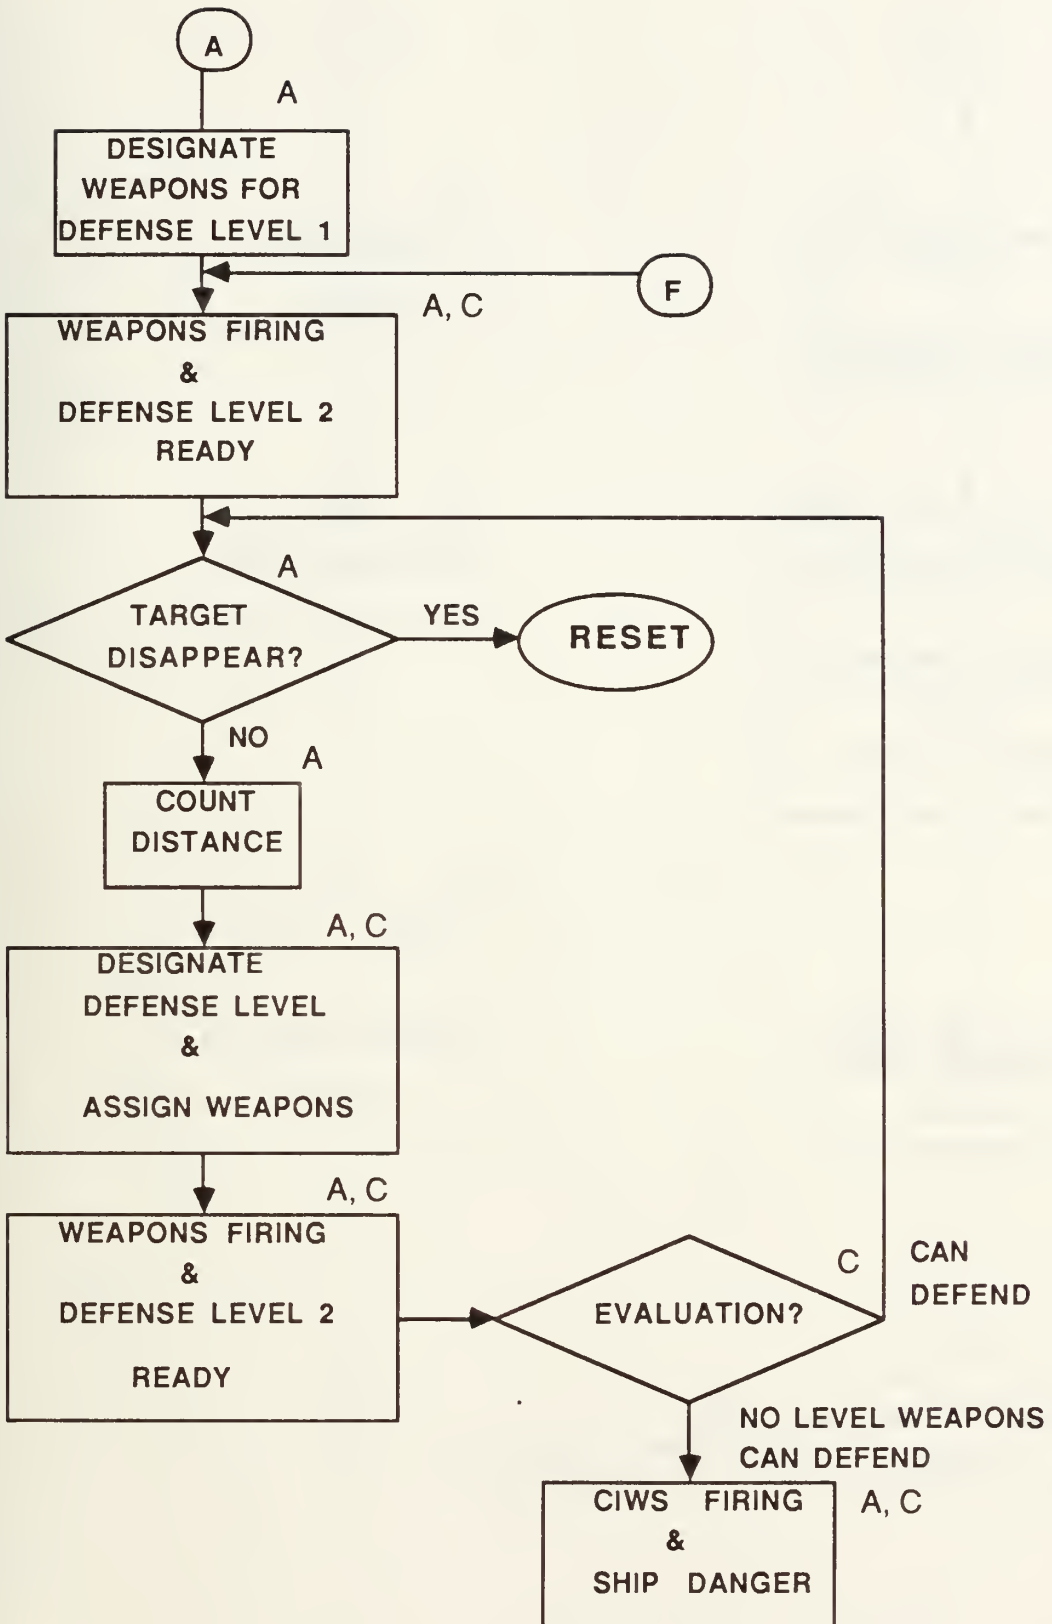 A
A
DESIGNATE
WEAPONS FOR
DEFENSE LEVEL 1
F
A, C
WEAPONS FIRING
&
DEFENSE LEVEL 2
READY
A
TARGET
DISAPPEAR?
YES
RESET
NO
A
COUNT
DISTANCE
A, C
DESIGNATE
DEFENSE LEVEL
&
ASSIGN WEAPONS
A, C
WEAPONS FIRING
&
DEFENSE LEVEL 2
READY
C
EVALUATION?
CAN
DEFEND
NO LEVEL WEAPONS
CAN DEFEND
CIWS FIRING
&
SHIP DANGER
A, C